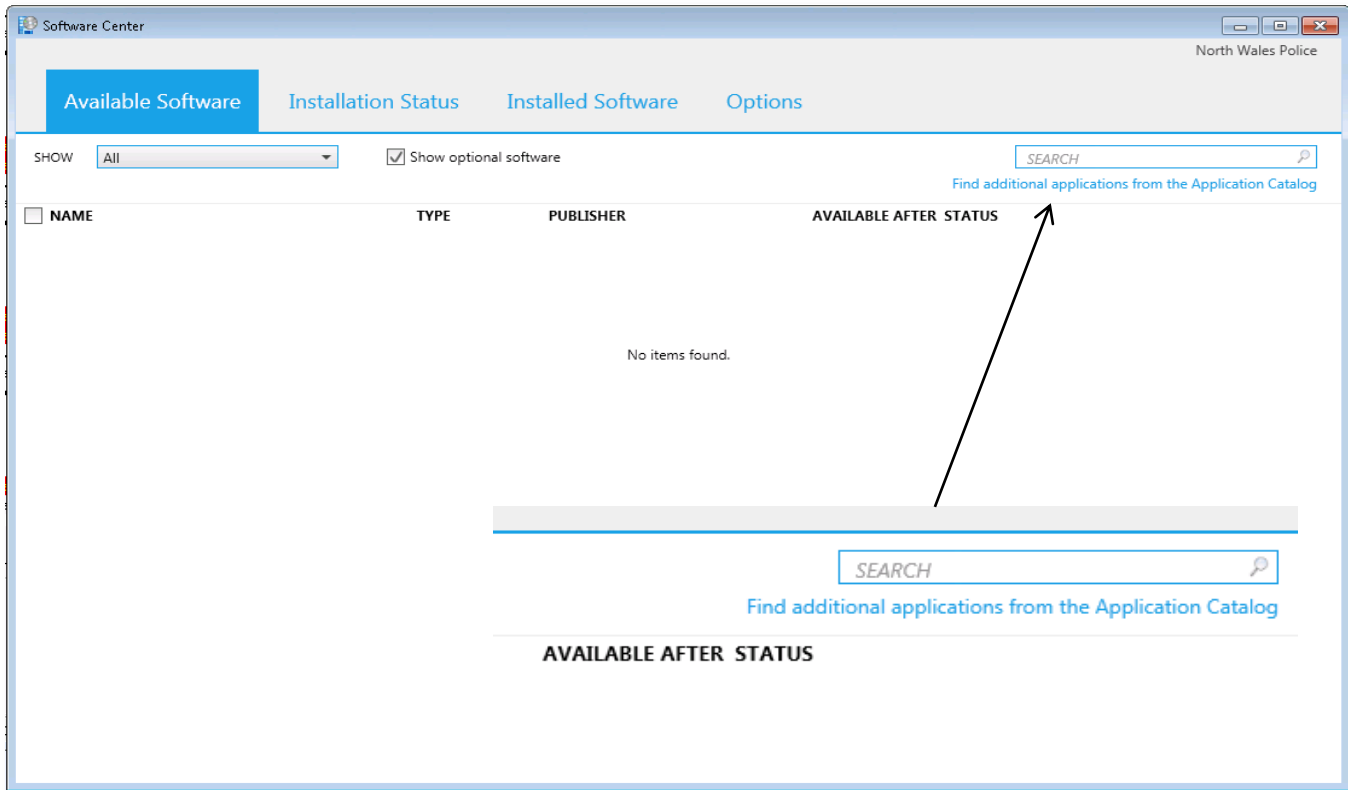 Software Center
North Wales Police
Available Software Installation Status Installed Software Options
SHOW All Show optional software SEARCH
Find additional applications from the Application Catalog
NAME TYPE PUBLISHER AVAILABLE AFTER STATUS
No items found.
SEARCH
Find additional applications from the Application Catalog
AVAILABLE AFTER STATUS